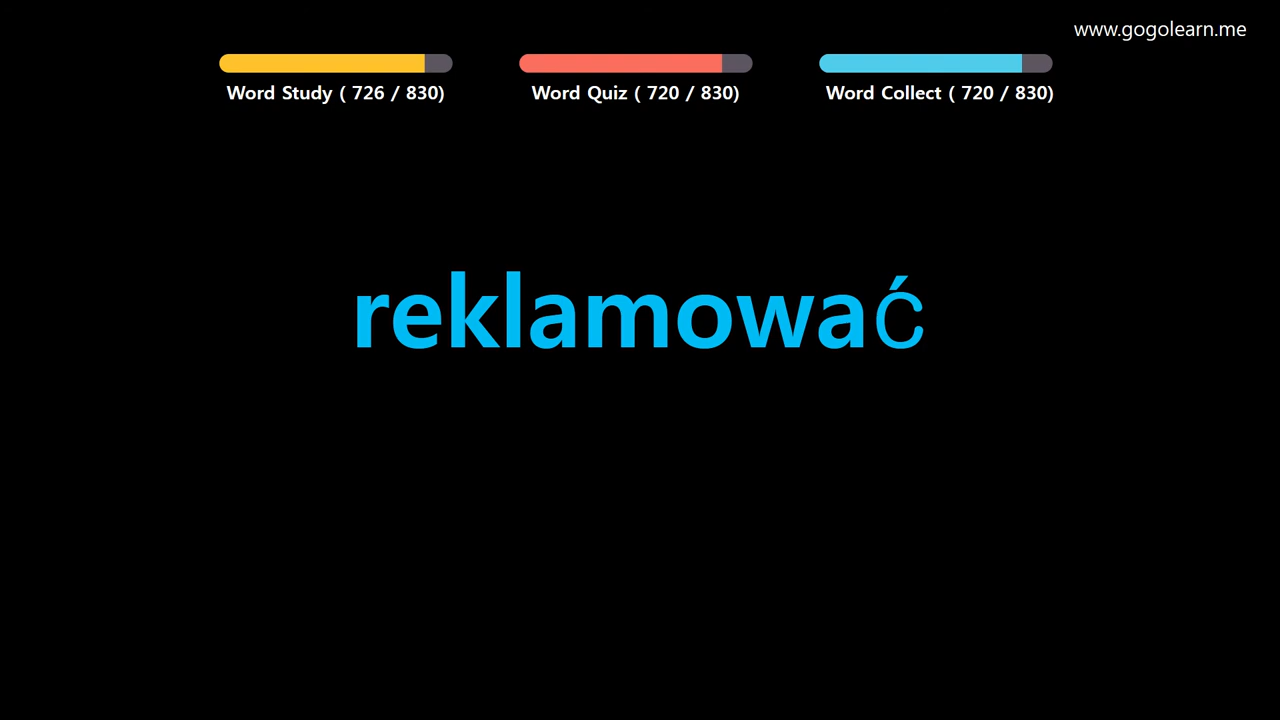 www.gogolearn.me
Word Study ( 726 / 830)
Word Quiz ( 720 / 830)
Word Collect ( 720 / 830)
reklamować